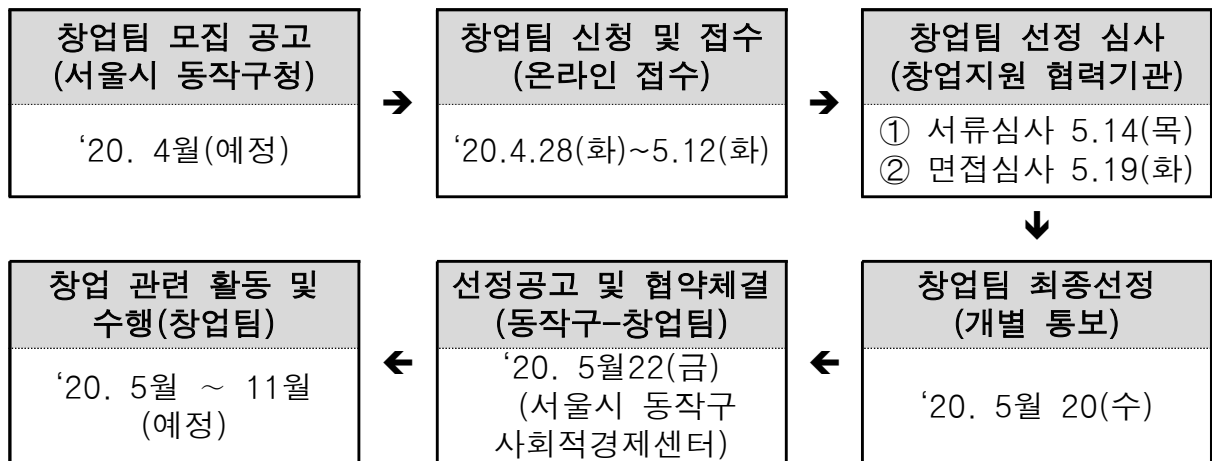 창업팀 모집 공고
(서울시 동작구청)
‘20. 4월(예정)
➔
창업팀 신청 및 접수
(온라인 접수)
‘20.4.28(화)~5.12(화)
➔
창업팀 선정 심사
(창업지원 협력기관)
① 서류심사 5.14(목)
② 면접심사 5.19(화)
🡻
창업팀 최종선정
(개별 통보)
‘20. 5월 20(수)
🡸
선정공고 및 협약체결
(동작구–창업팀)
‘20. 5월22(금)
(서울시 동작구
사회적경제센터)
🡸
창업 관련 활동 및
수행(창업팀)
‘20. 5월 ~ 11월
(예정)